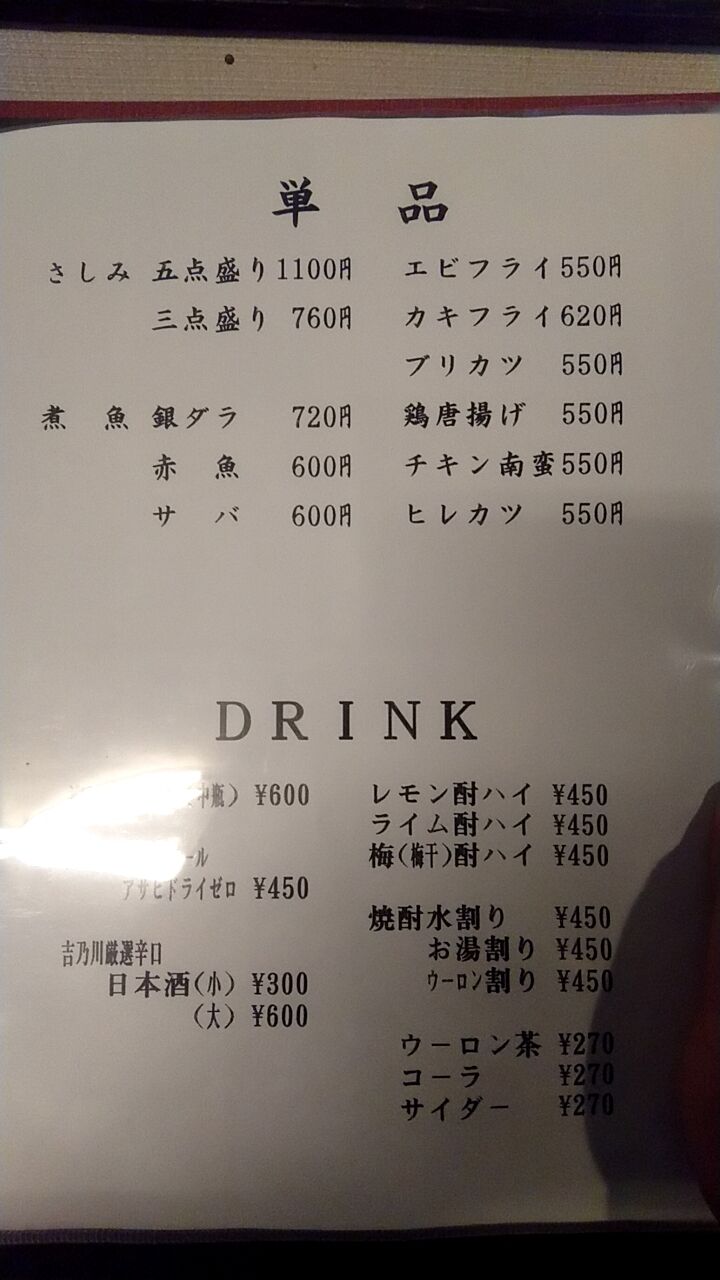 単品
さしみ 五点盛り 1100円
三点盛り 760円
煮魚 銀ダラ 720円
赤魚 600円
サバ 600円
エビフライ 550円
カキフライ 620円
ブリカツ 550円
鶏唐揚げ 550円
チキン南蛮 550円
ヒレカツ 550円
DRINK
中瓶) ¥600
ール
アサヒドライゼロ ¥450
吉乃川厳選辛口
日本酒(小) ¥300
(大) ¥600
レモン酎ハイ ¥450
ライム酎ハイ ¥450
梅(梅干)酎ハイ ¥450
焼酎水割り ¥450
お湯割り ¥450
ウーロン割り ¥450
ウーロン茶 ¥270
コーラ ¥270
サイダー ¥270